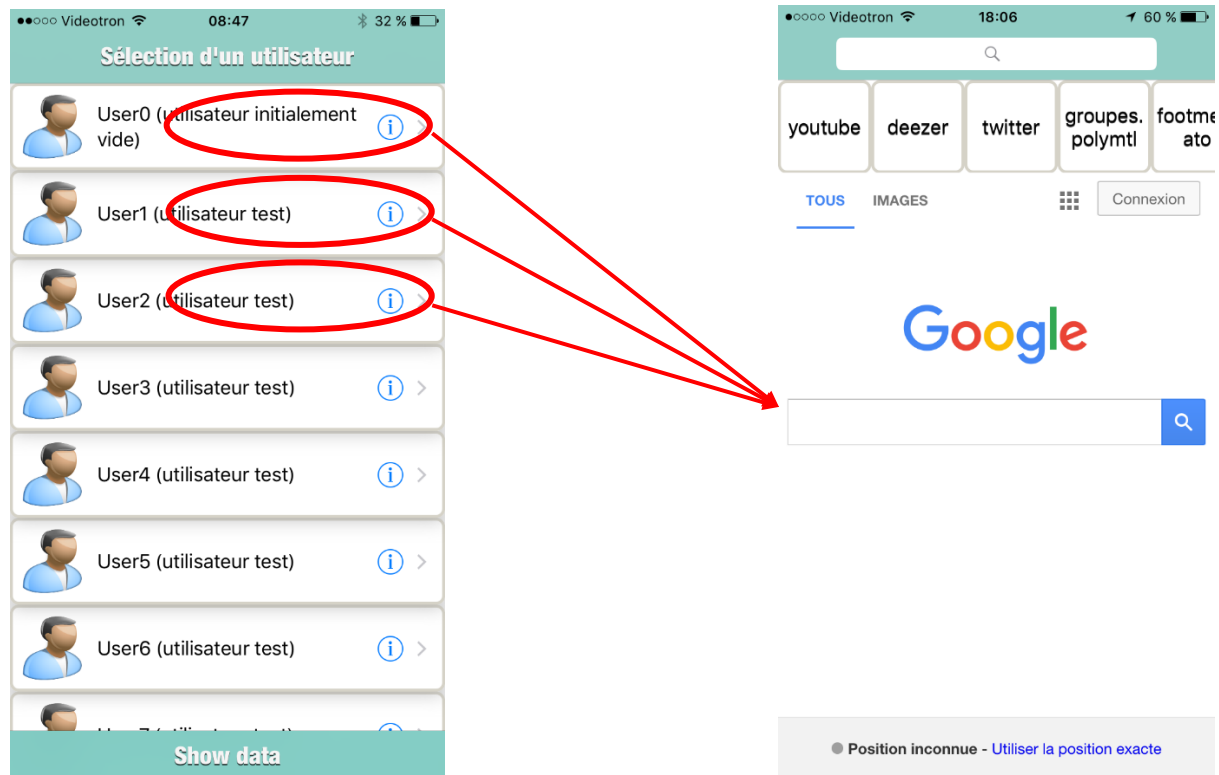 Videotron 08:47 32 %
Sélection d'un utilisateur
User0 (utilisateur initialement
vide)
User1 (utilisateur test)
User2 (utilisateur test)
User3 (utilisateur test)
User4 (utilisateur test)
User5 (utilisateur test)
User6 (utilisateur test)
Show data
Videotron 18:06 60 %
youtube deezer twitter groupes. footme
polymtl ato
TOUS IMAGES Connexion
Google
Position inconnue - Utiliser la position exacte